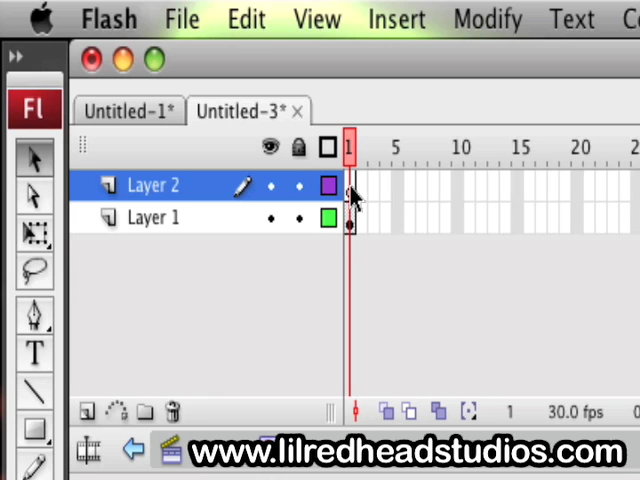 Flash File Edit View Insert Modify Text
Fl
Untitled-1* Untitled-3*
1 5 10 15 20
Layer 2
Layer 1
T
1 30.0 fps
www.lilredheadstudios.com